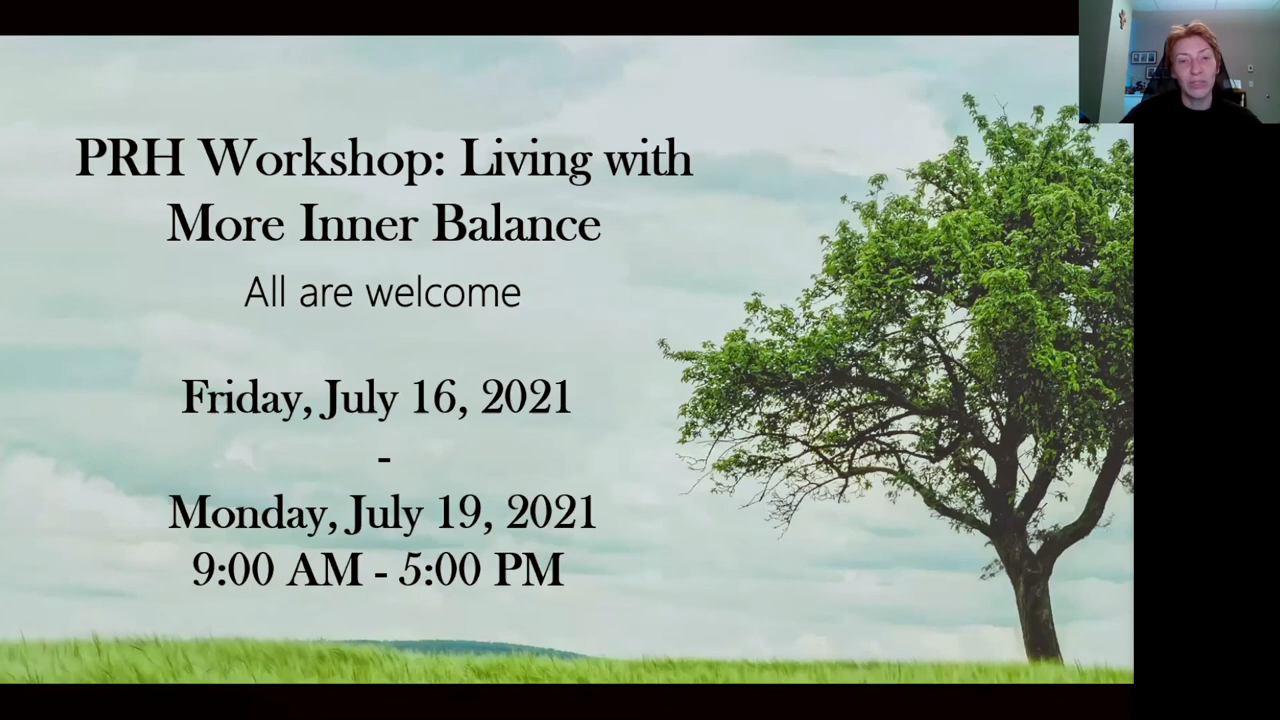 PRH Workshop: Living with
More Inner Balance
All are welcome
Friday, July 16, 2021
-
Monday, July 19, 2021
9:00 AM - 5:00 PM